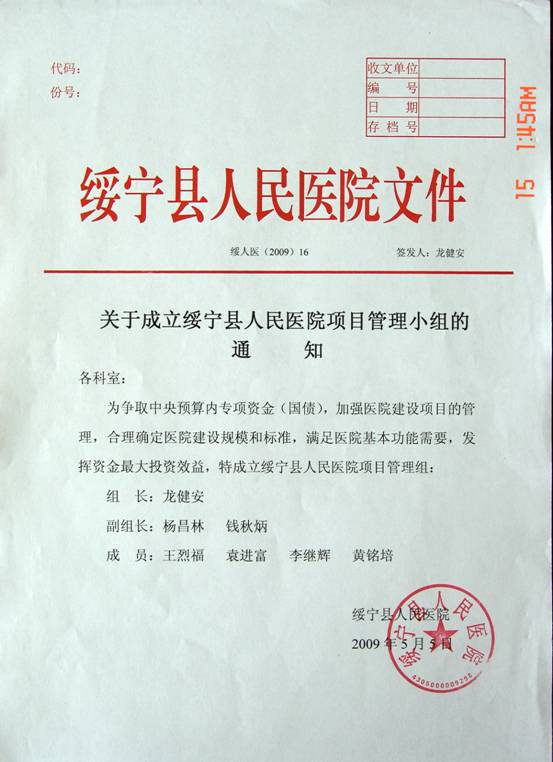 代码：
份号：
收文单位
编　号
日　期
存 档 号
15 1:45AM
绥宁县人民医院文件
绥人医（2009）16 签发人：龙健安
关于成立绥宁县人民医院项目管理小组的
通　知
各科室：
为争取中央预算内专项资金（国债），加强医院建设项目的管
理，合理确定医院建设规模和标准，满足医院基本功能需要，发
挥资金最大投资效益，特成立绥宁县人民医院项目管理组：
组　长：龙健安
副组长：杨昌林　钱秋炳
成　员：王烈福　袁进富　李继辉　黄铭培
绥宁县人民医院
2009 年 5 月 5 日
绥宁县人民医院
4305000009298